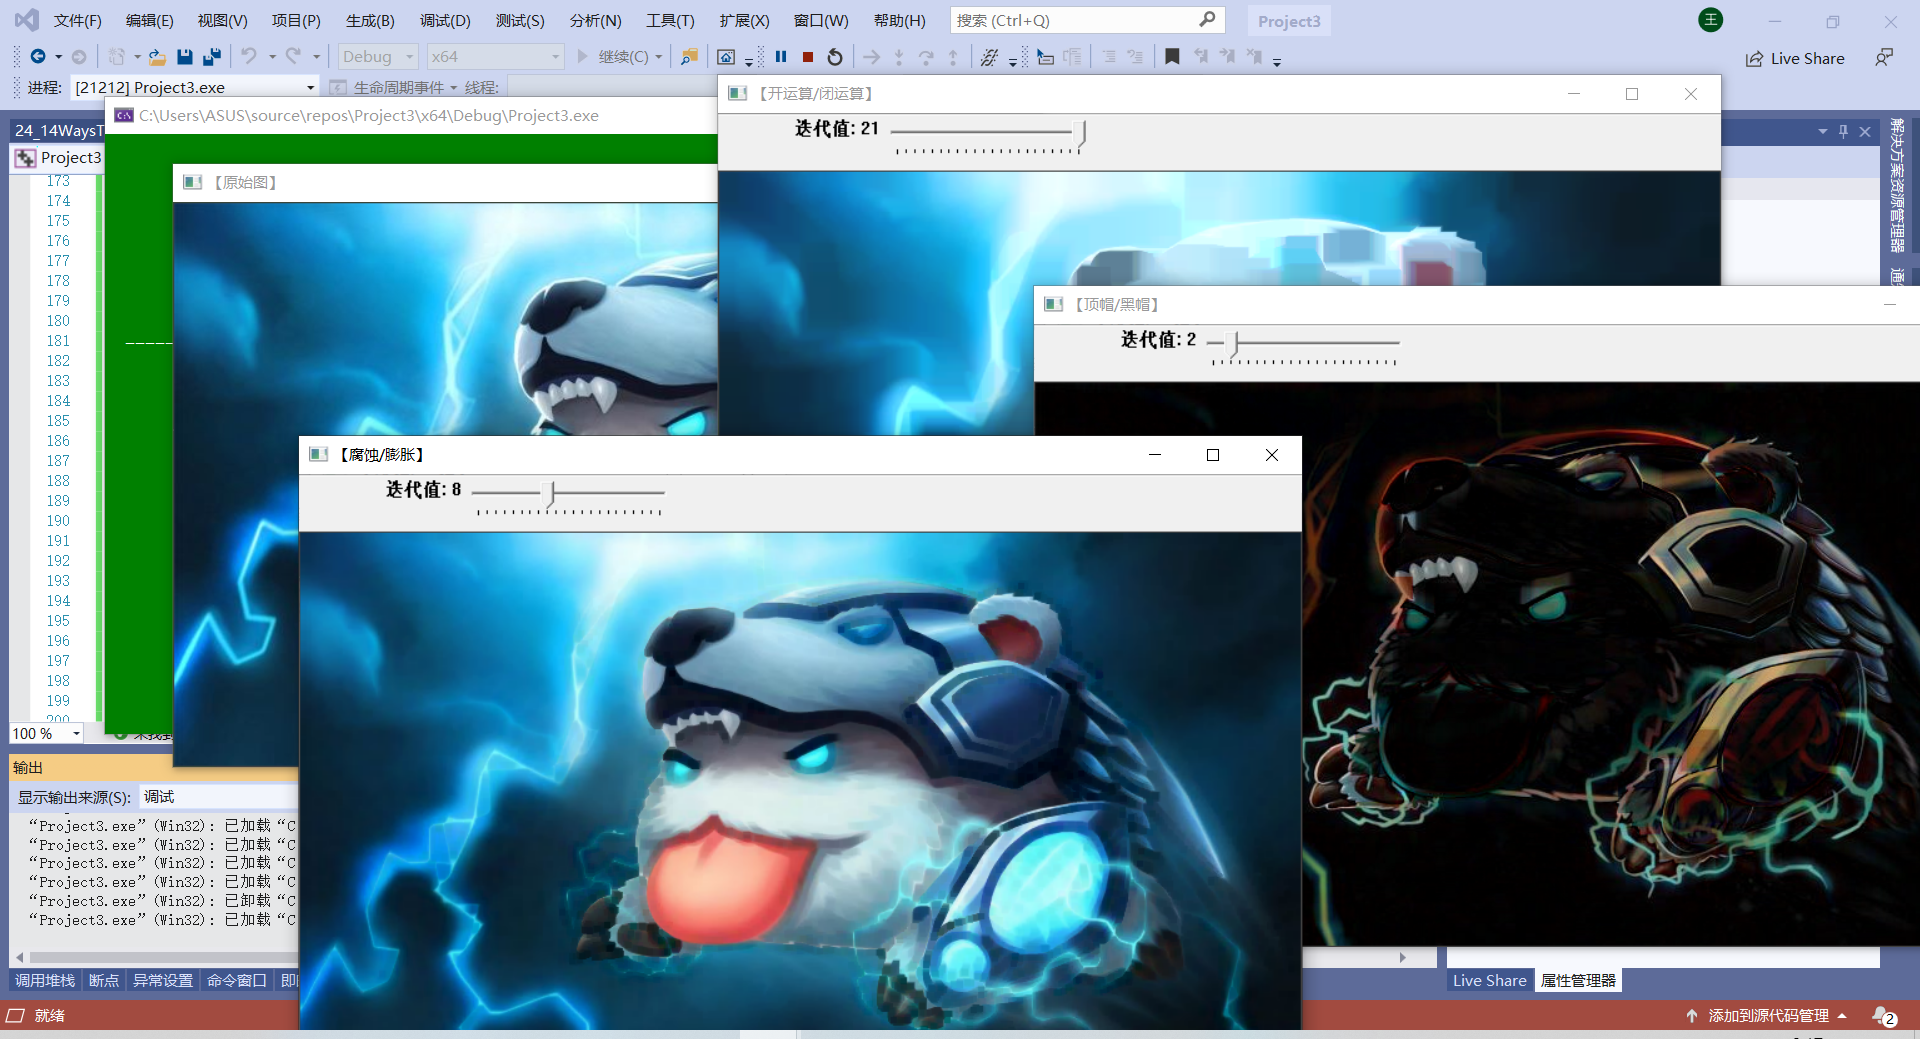 文件(F) 编辑(E) 视图(V) 项目(P) 生成(B) 调试(D) 测试(S) 分析(N) 工具(T) 扩展(X) 窗口(W) 帮助(H) 搜索 (Ctrl+Q) Project3 王
Debug x64 继续(C) Live Share
进程: [21212] Project3.exe 生命周期事件 线程:
C:\Users\ASUS\source\repos\Project3\x64\Debug\Project3.exe
24_14WaysT
Project3
173
174
175
176
177
178
179
180
181
182
183
184
185
186
187
188
189
190
191
192
193
194
195
196
197
198
199
200
______
【原始图】
【开运算/闭运算】
迭代值: 21
【顶帽/黑帽】
迭代值: 2
【腐蚀/膨胀】
迭代值: 8
解决方案资源管理器
100 %
输出
显示输出来源(S): 调试
“Project3.exe” (Win32): 已加载 “C
“Project3.exe” (Win32): 已加载 “C
“Project3.exe” (Win32): 已加载 “C
“Project3.exe” (Win32): 已加载 “C
“Project3.exe” (Win32): 已卸载 “C
“Project3.exe” (Win32): 已加载 “C
调用堆栈 断点 异常设置 命令窗口
Live Share 属性管理器
就绪
添加到源代码管理 2